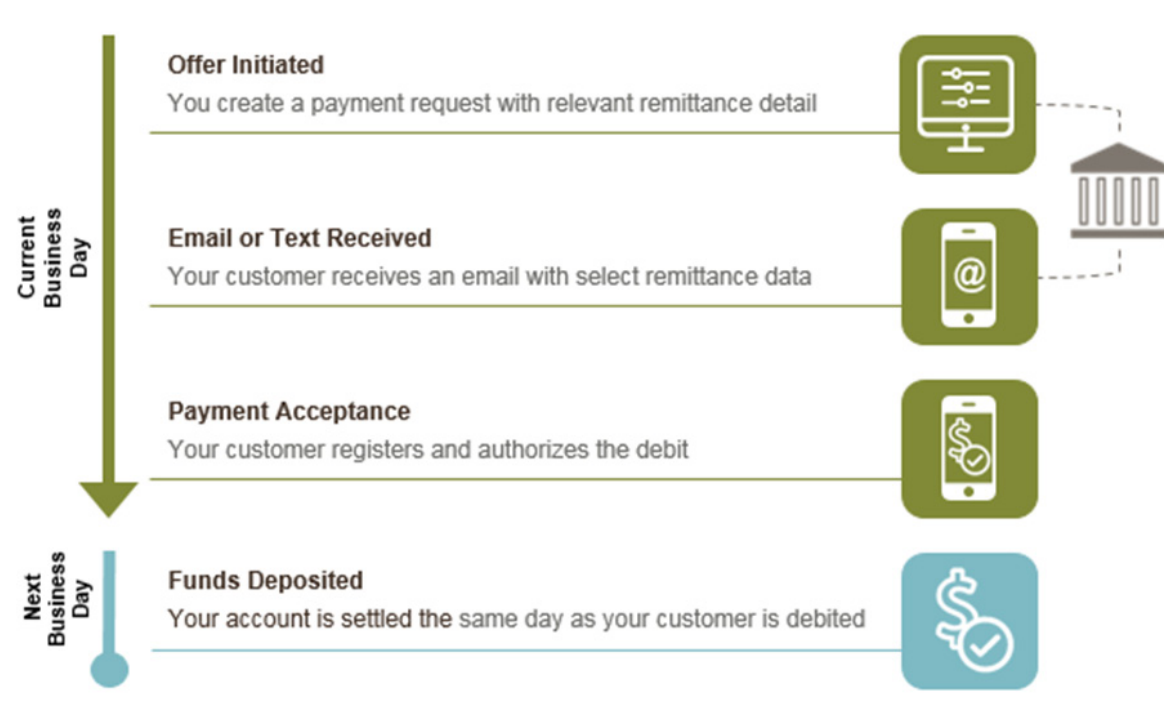 Offer Initiated
You create a payment request with relevant remittance detail
Current
Business
Day
Email or Text Received
Your customer receives an email with select remittance data
@
Payment Acceptance
Your customer registers and authorizes the debit
$
Next
Business
Day
Funds Deposited
Your account is settled the same day as your customer is debited
$